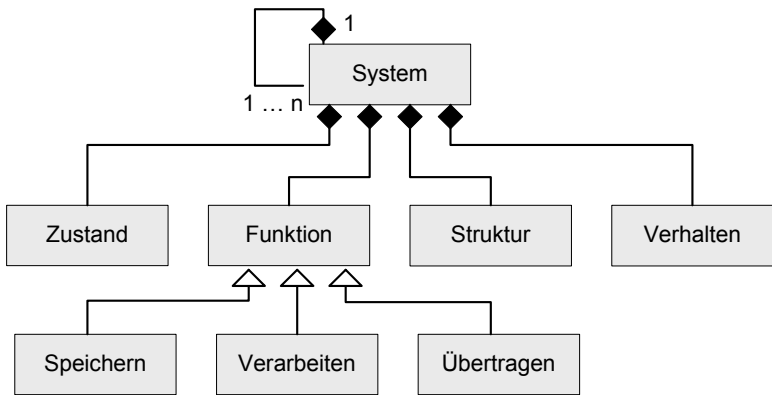 1
System
1 … n
Zustand
Funktion
Struktur
Verhalten
Speichern
Verarbeiten
Übertragen